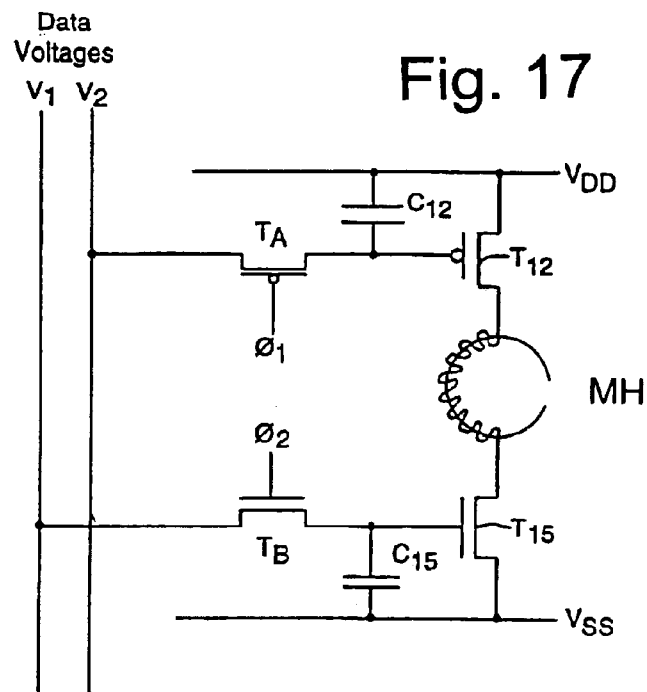 Data
Voltages
V1 V2
Fig. 17
VDD
C12
TA
T12
Ø1
MH
Ø2
TB
C15
T15
VSS